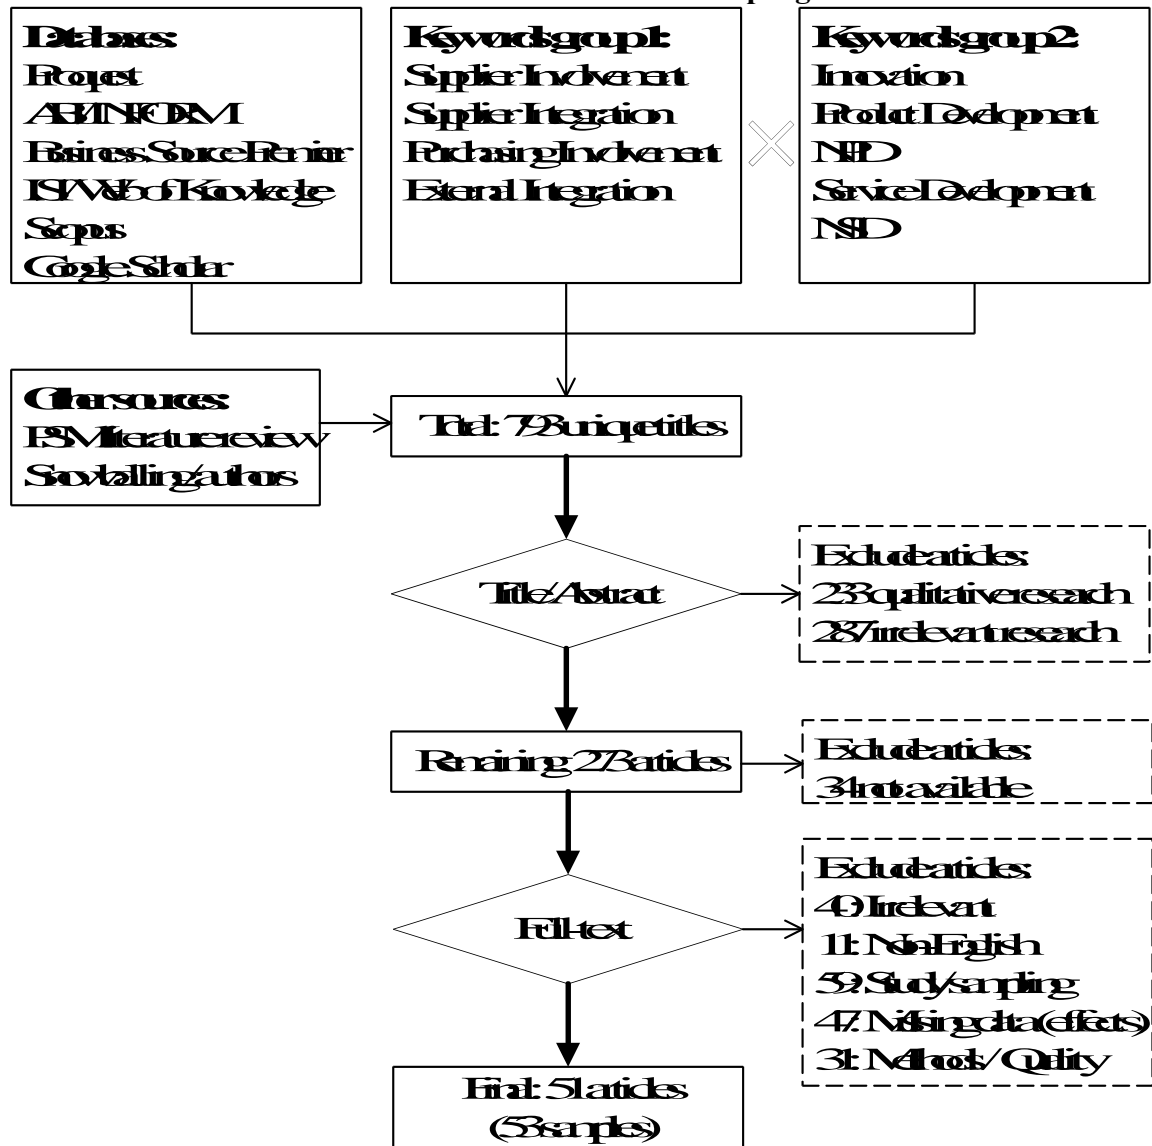 Databases:
Proquest
ABI/INFORM
Business Source Premier
ISI/Web of Knowledge
Scopus
Google Scholar
Keywords group 1:
Supplier Involvement
Supplier Integration
Purchasing Involvement
External Integration
Keywords group 2:
Innovation
Product Development
NPD
Service Development
NSD
Other sources:
PSM literature review
Snowballing/authors
Total: 793 unique titles
Title/Abstract
Exclude articles:
233 qualitative research
287 irrelevant research
Remaining: 273 articles
Exclude articles:
34 not available
Full-text
Exclude articles:
40: Irrelevant
11: Non-English
59: Study/sampling
47: Missing data (effects)
31: Methods / Quality
Final: 51 articles
(53 samples)